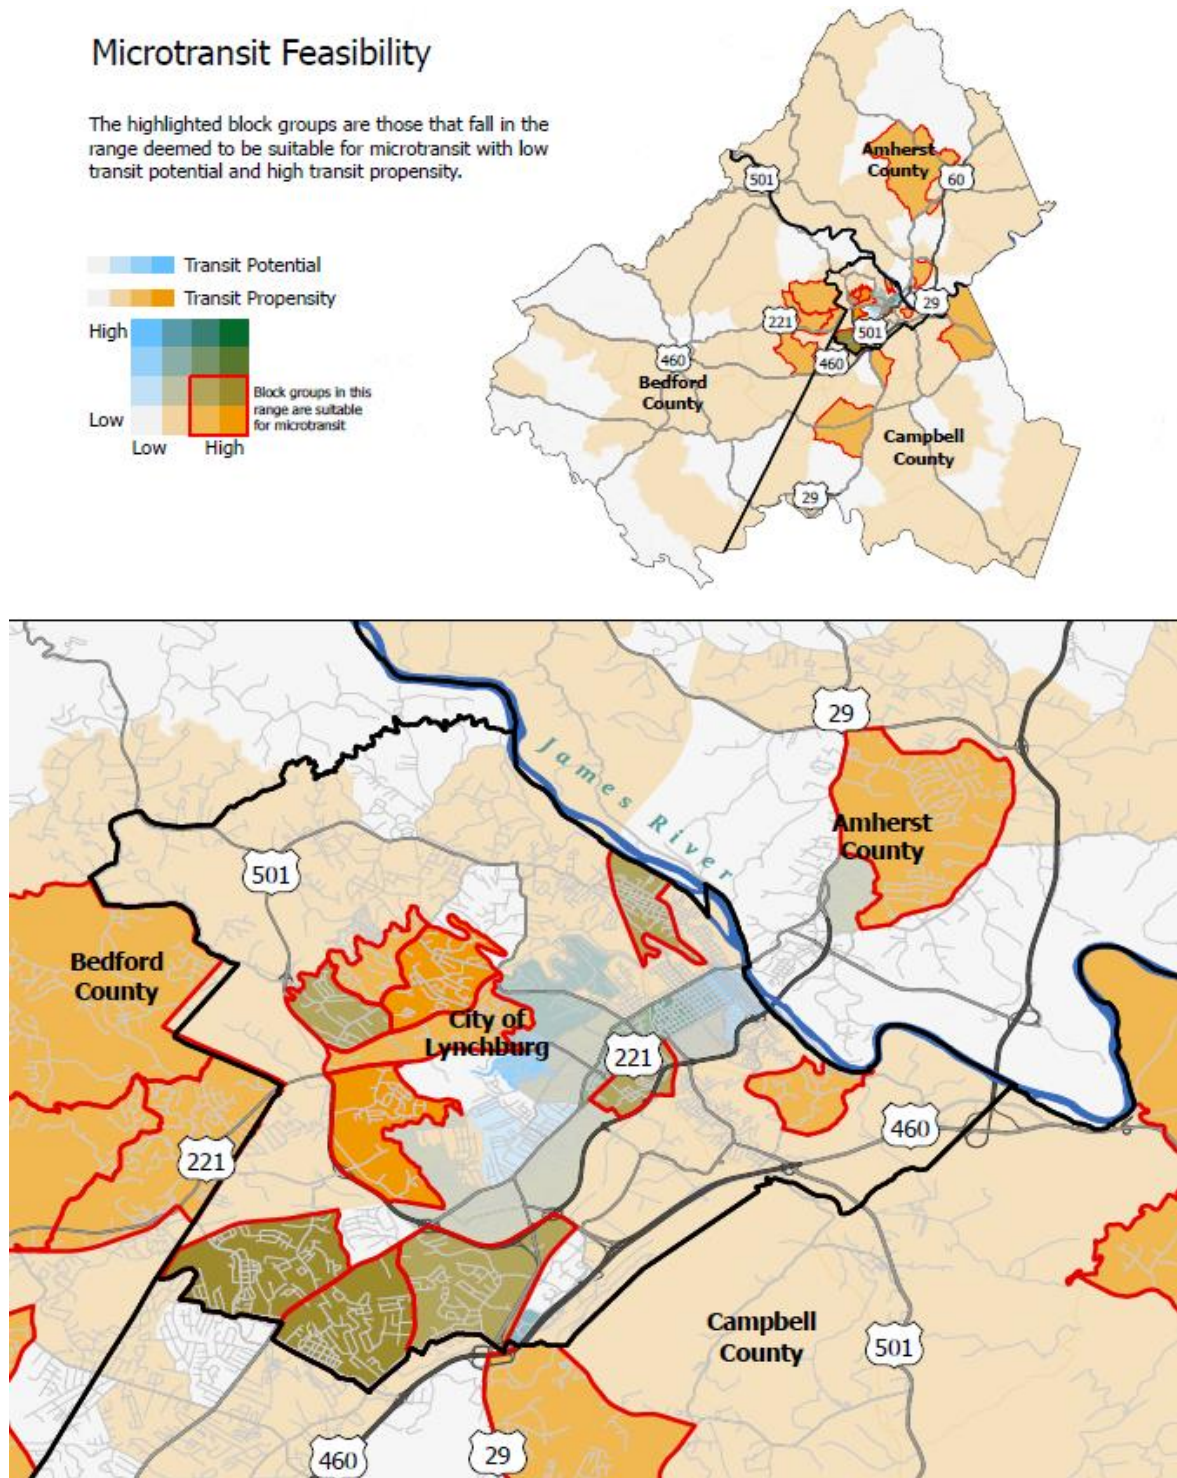 Microtransit Feasibility
The highlighted block groups are those that fall in the
range deemed to be suitable for microtransit with low
transit potential and high transit propensity.
Transit Potential
Transit Propensity
High
Low
Low
High
Block groups in this
range are suitable
for microtransit
Amherst
County
501
60
29
221
501
460
460
Bedford
County
Campbell
County
29
James River
29
Amherst
County
501
Bedford
County
City of
Lynchburg
221
460
221
Campbell
County
501
460
29